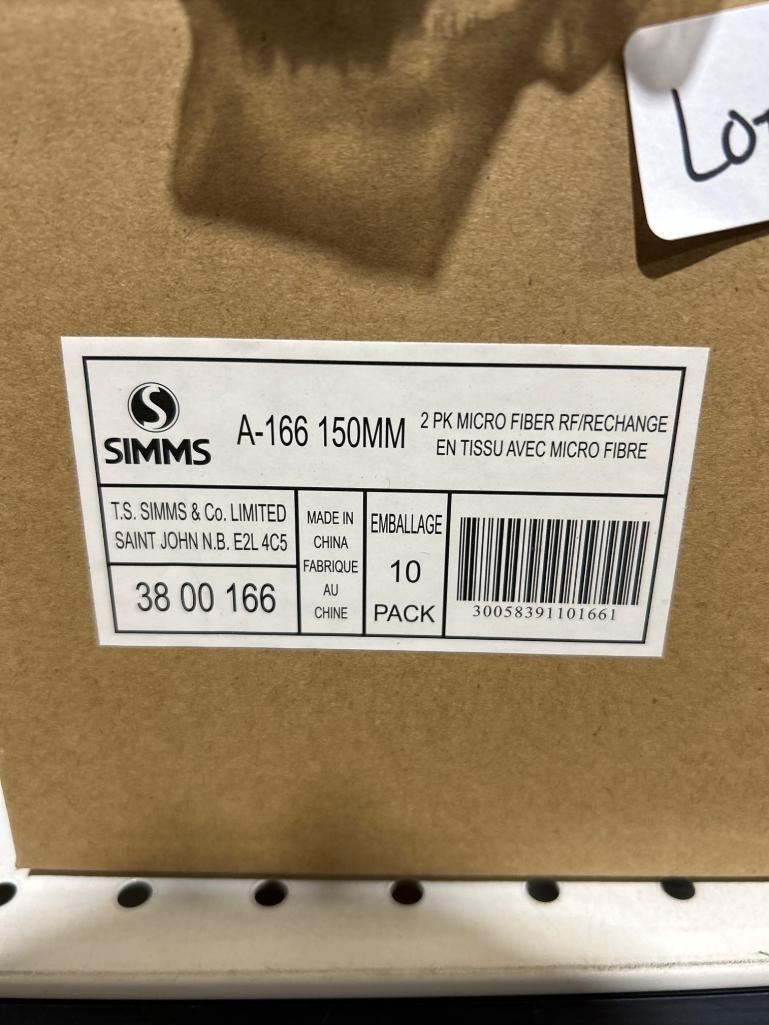 Lot
SIMMS
A-166 150MM
2 PK MICRO FIBER RF/RECHANGE
EN TISSU AVEC MICRO FIBRE
T.S. SIMMS & Co. LIMITED
SAINT JOHN N.B. E2L 4C5
38 00 166
MADE IN
CHINA
FABRIQUE
AU
CHINE
EMBALLAGE
10
PACK
30058391101661